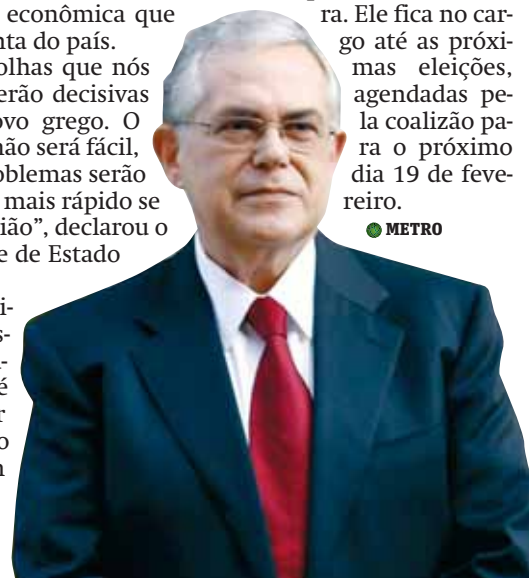 econômica que
nta do país.
olhas que nós
erão decisivas
ovo grego. O
não será fácil,
oblemas serão
mais rápido se
ião”, declarou o
e de Estado
i-
s-
é
r
o
ra. Ele fica no car-
go até as próxi-
mas eleições,
agendadas pe-
la coalizão pa-
ra o próximo
dia 19 de feve-
reiro.
METRO